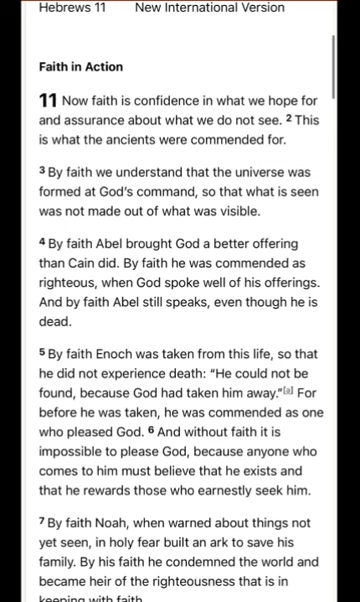 Hebrews 11 New International Version
Faith in Action
11 Now faith is confidence in what we hope for
and assurance about what we do not see. 2 This
is what the ancients were commended for.
3 By faith we understand that the universe was
formed at God's command, so that what is seen
was not made out of what was visible.
4 By faith Abel brought God a better offering
than Cain did. By faith he was commended as
righteous, when God spoke well of his offerings.
And by faith Abel still speaks, even though he is
dead.
5 By faith Enoch was taken from this life, so that
he did not experience death: “He could not be
found, because God had taken him away.”[a] For
before he was taken, he was commended as one
who pleased God. 6 And without faith it is
impossible to please God, because anyone who
comes to him must believe that he exists and
that he rewards those who earnestly seek him.
7 By faith Noah, when warned about things not
yet seen, in holy fear built an ark to save his
family. By his faith he condemned the world and
became heir of the righteousness that is in
keeping with faith.